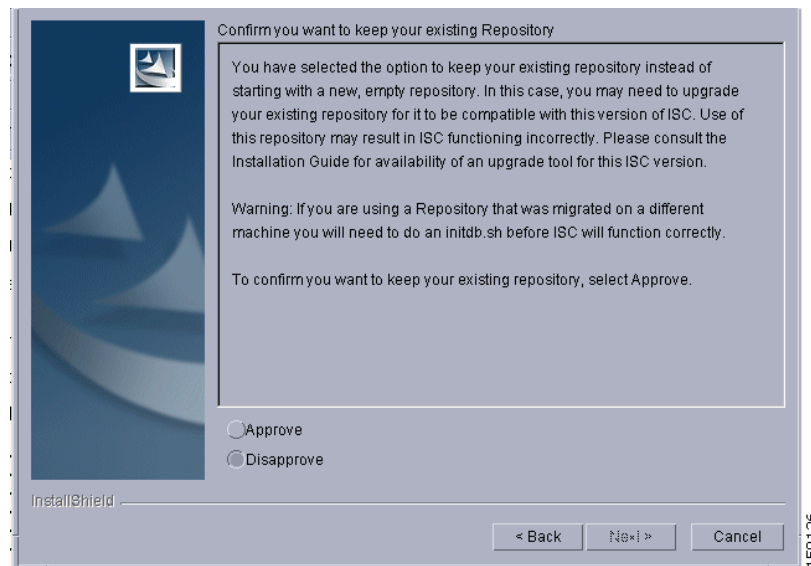 Confirm you want to keep your existing Repository
You have selected the option to keep your existing repository instead of
starting with a new, empty repository. In this case, you may need to upgrade
your existing repository for it to be compatible with this version of ISC. Use of
this repository may result in ISC functioning incorrectly. Please consult the
Installation Guide for availability of an upgrade tool for this ISC version.
Warning: If you are using a Repository that was migrated on a different
machine you will need to do an initdb.sh before ISC will function correctly.
To confirm you want to keep your existing repository, select Approve.
Approve
Disapprove
InstallShield
< Back
Next >
Cancel